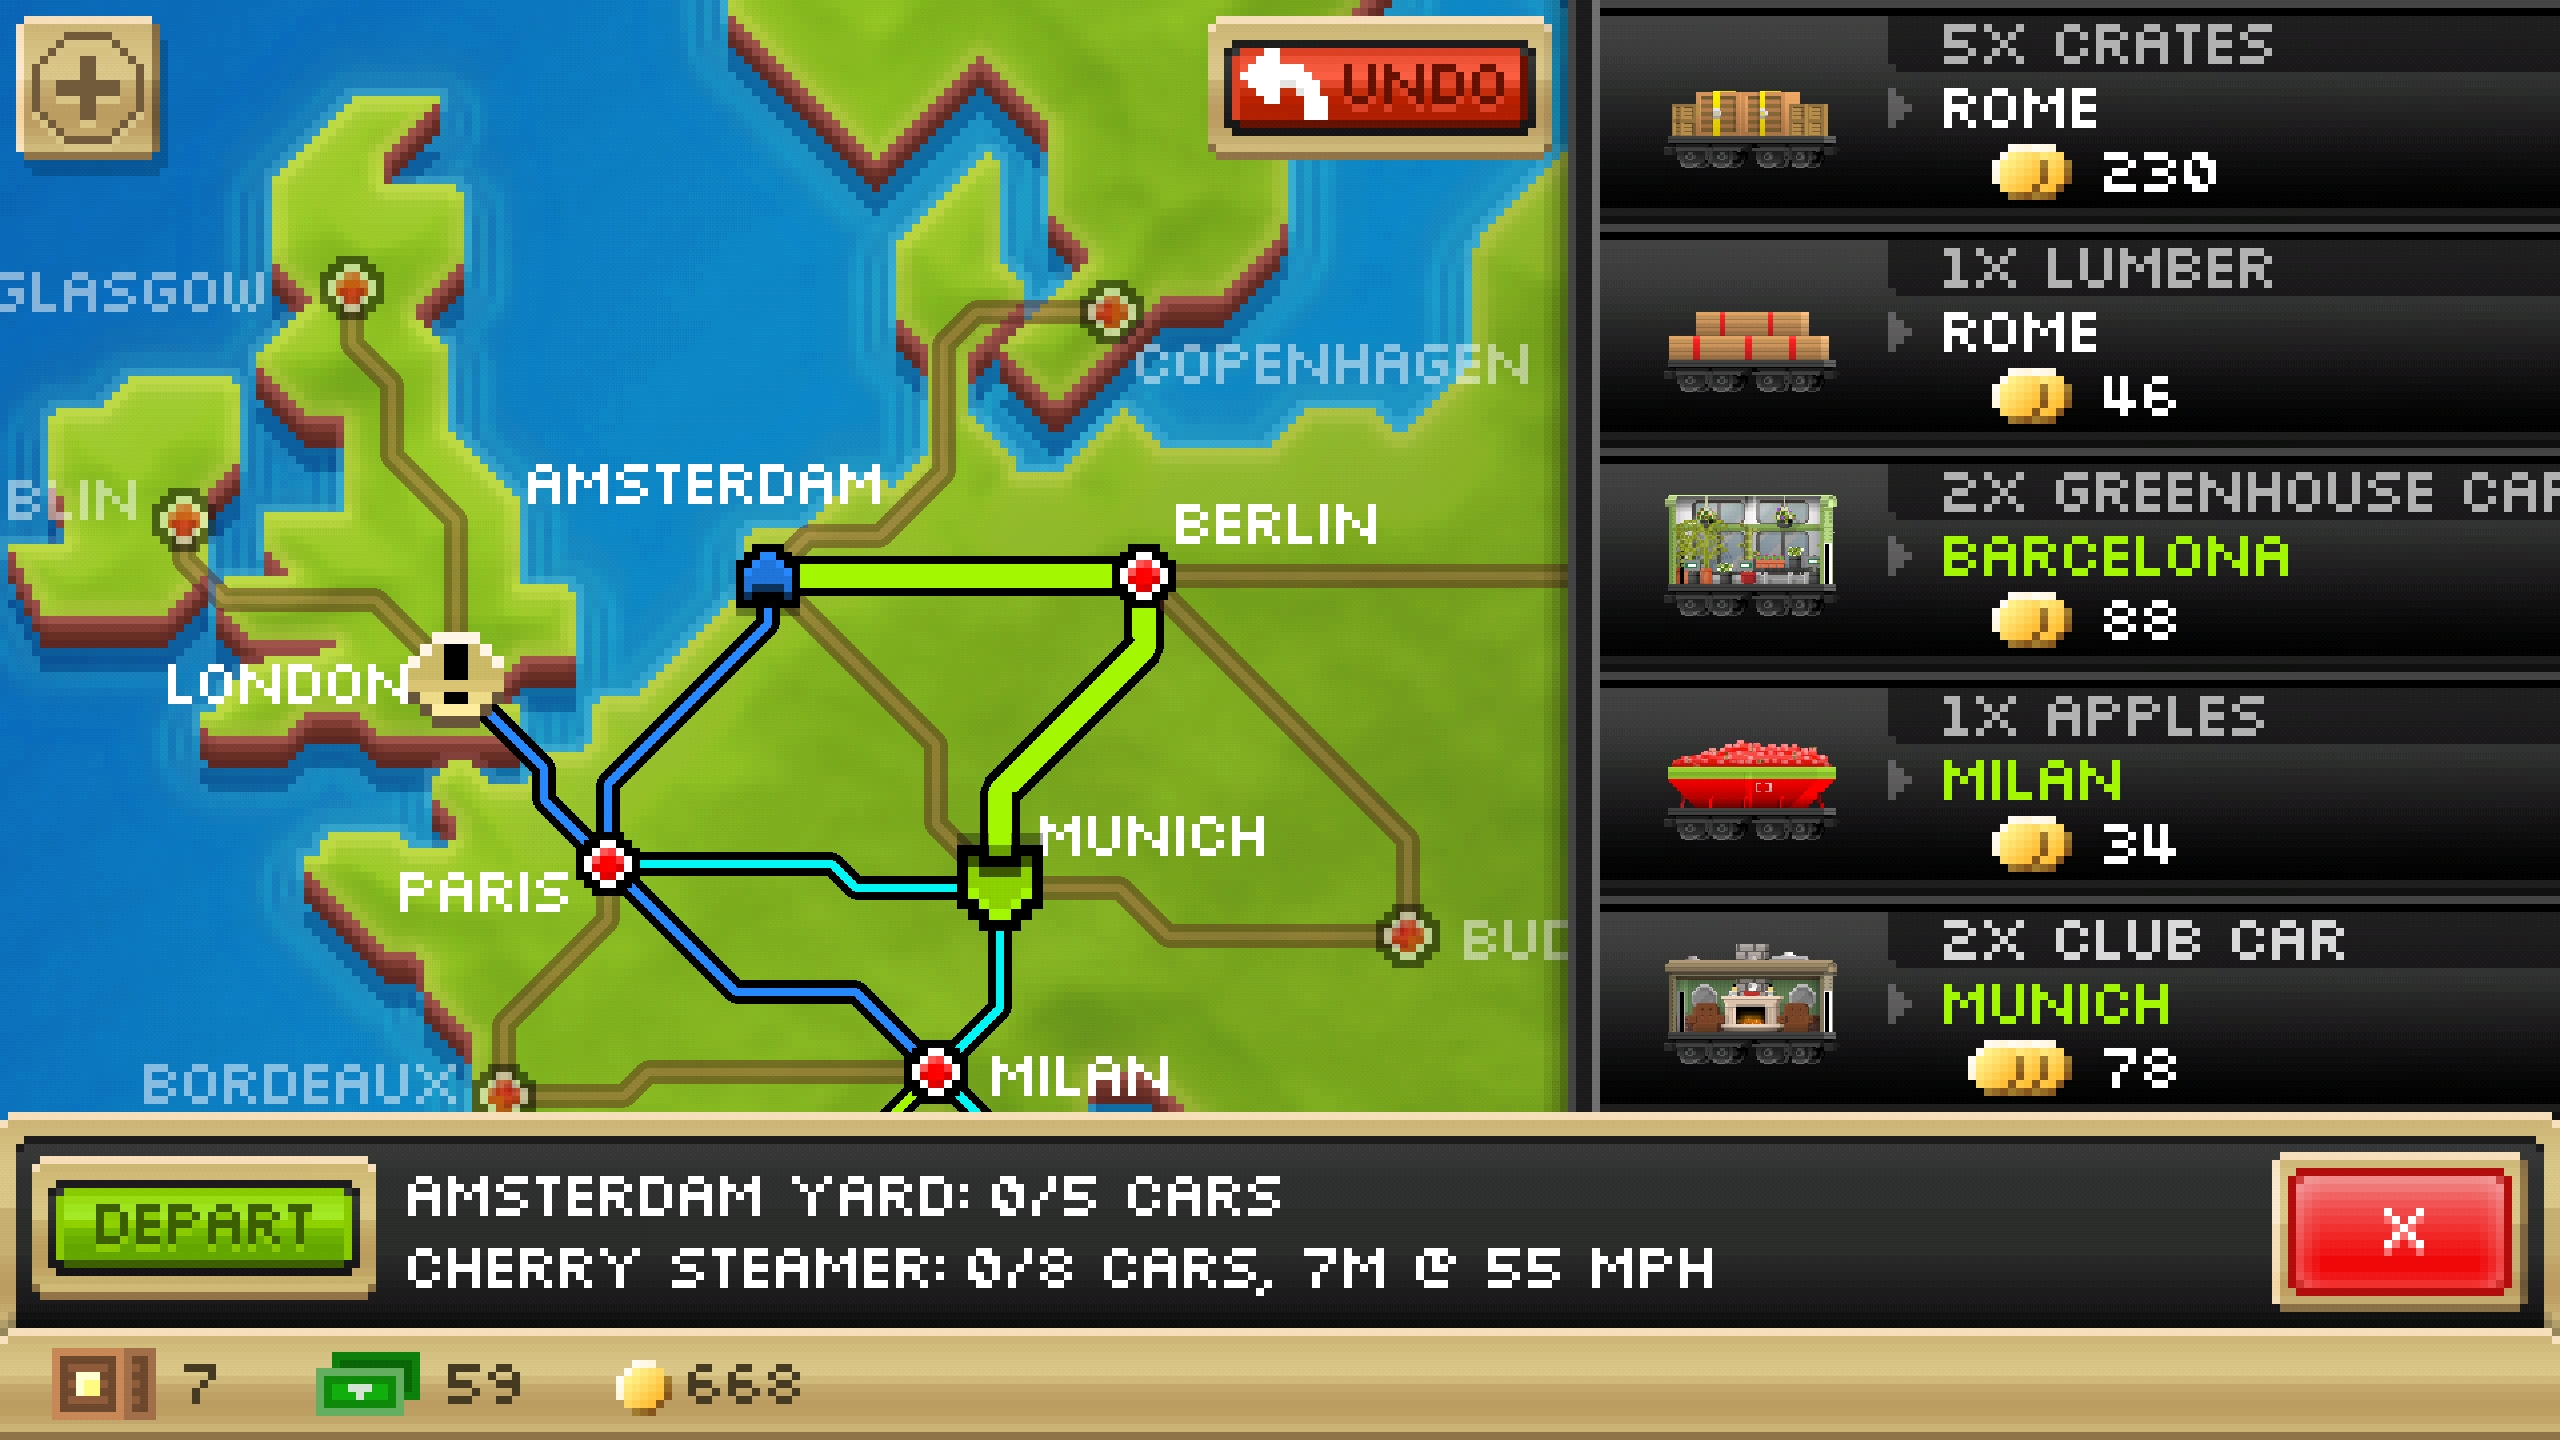 UNDO
GLASGOW
COPENHAGEN
AMSTERDAM
BLIN
BERLIN
LONDON
MUNICH
PARIS
BUD
BORDEAUX
MILAN
5X CRATES
ROME
230
1X LUMBER
ROME
46
2X GREENHOUSE CAR
BARCELONA
88
1X APPLES
MILAN
34
2X CLUB CAR
MUNICH
78
DEPART
AMSTERDAM YARD: 0/5 CARS
CHERRY STEAMER: 0/8 CARS, 7M @ 55 MPH
X
7
59
668